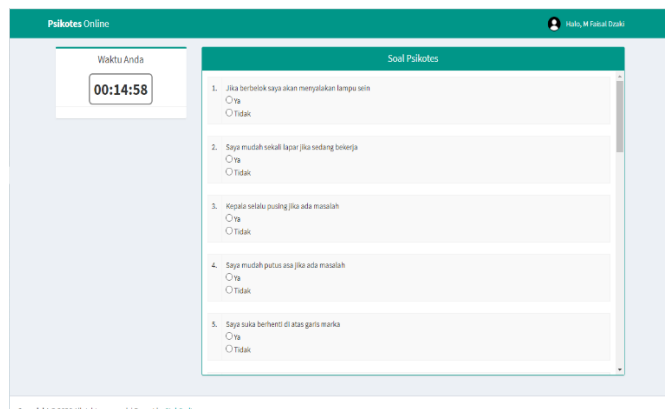 Psikotes Online
Halo, M Faisal Dzaki
Waktu Anda
00:14:58
Soal Psikotes
1. Jika berbelok saya akan menyalakan lampu sein
Ya
Tidak
2. Saya mudah sekali lapar jika sedang bekerja
Ya
Tidak
3. Kepala selalu pusing jika ada masalah
Ya
Tidak
4. Saya mudah putus asa jika ada masalah
Ya
Tidak
5. Saya suka berhenti di atas garis marka
Ya
Tidak